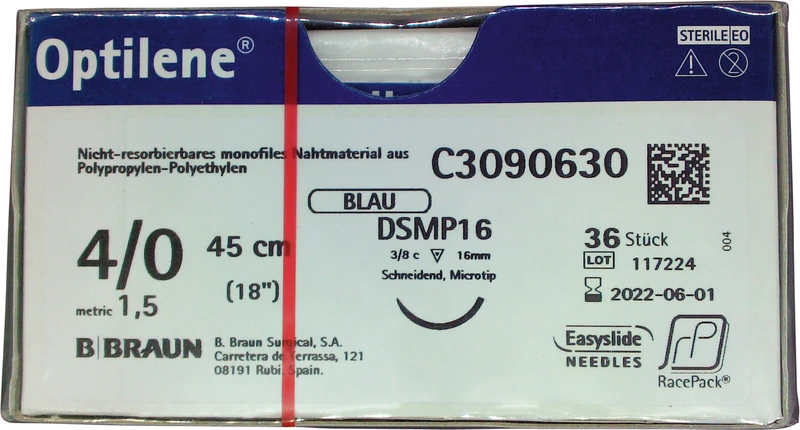 Optilene®
STERILE EO
Nicht-resorbierbares monofiles Nahtmaterial aus
Polypropylen-Polyethylen
C3090630
BLAU
DSMP16
3/8 c 16mm
Schneidend, Microtip
4/0 45 cm
(18")
metric 1,5
36 Stück
LOT 117224
2022-06-01
004
B|BRAUN
B. Braun Surgical, S.A.
Carretera de Terrassa, 121
08191 Rubí, Spain.
Easyslide
NEEDLES
RP
RacePack®